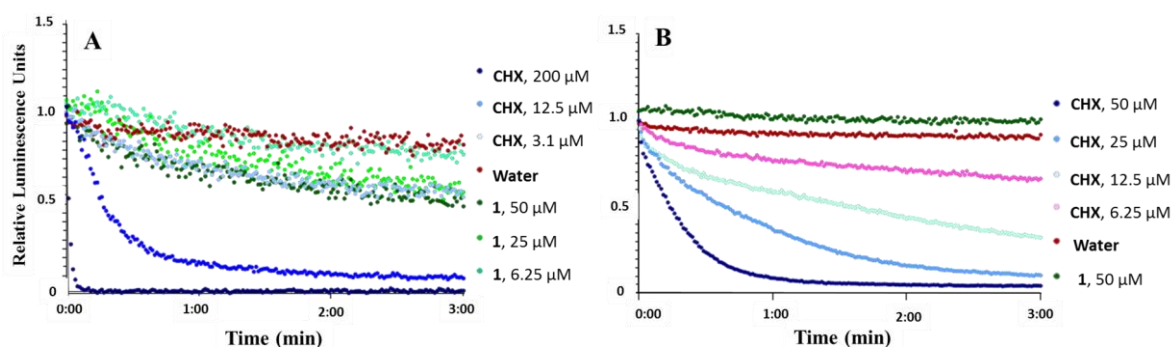 A
Relative Luminescence Units
1.5
1.0
0.5
0
0:00
1:00
2:00
3:00
Time (min)
CHX, 200 µM
CHX, 12.5 µM
CHX, 3.1 µM
Water
1, 50 µM
1, 25 µM
1, 6.25 µM
B
1.5
1.0
0.5
0
0:00
1:00
2:00
3:00
Time (min)
CHX, 50 µM
CHX, 25 µM
CHX, 12.5 µM
CHX, 6.25 µM
Water
1, 50 µM